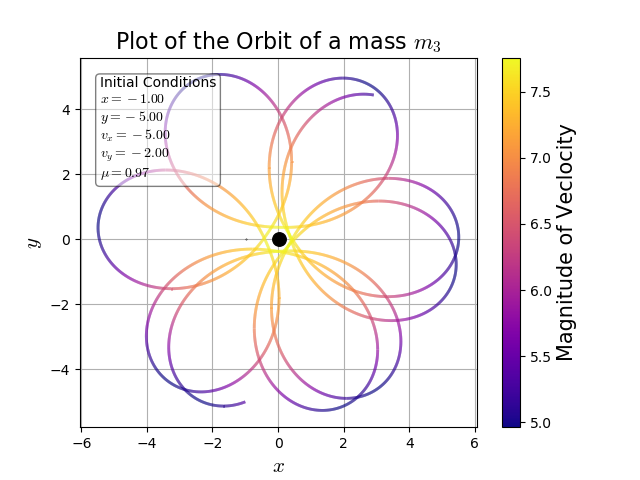 Plot of the Orbit of a mass m₃
Initial Conditions
x = −1.00
y = −5.00
vₓ = −5.00
v_y = −2.00
μ = 0.97
4
2
0
−2
−4
y
−6
−4
−2
0
2
4
6
x
7.5
7.0
6.5
6.0
5.5
5.0
Magnitude of Veclocity